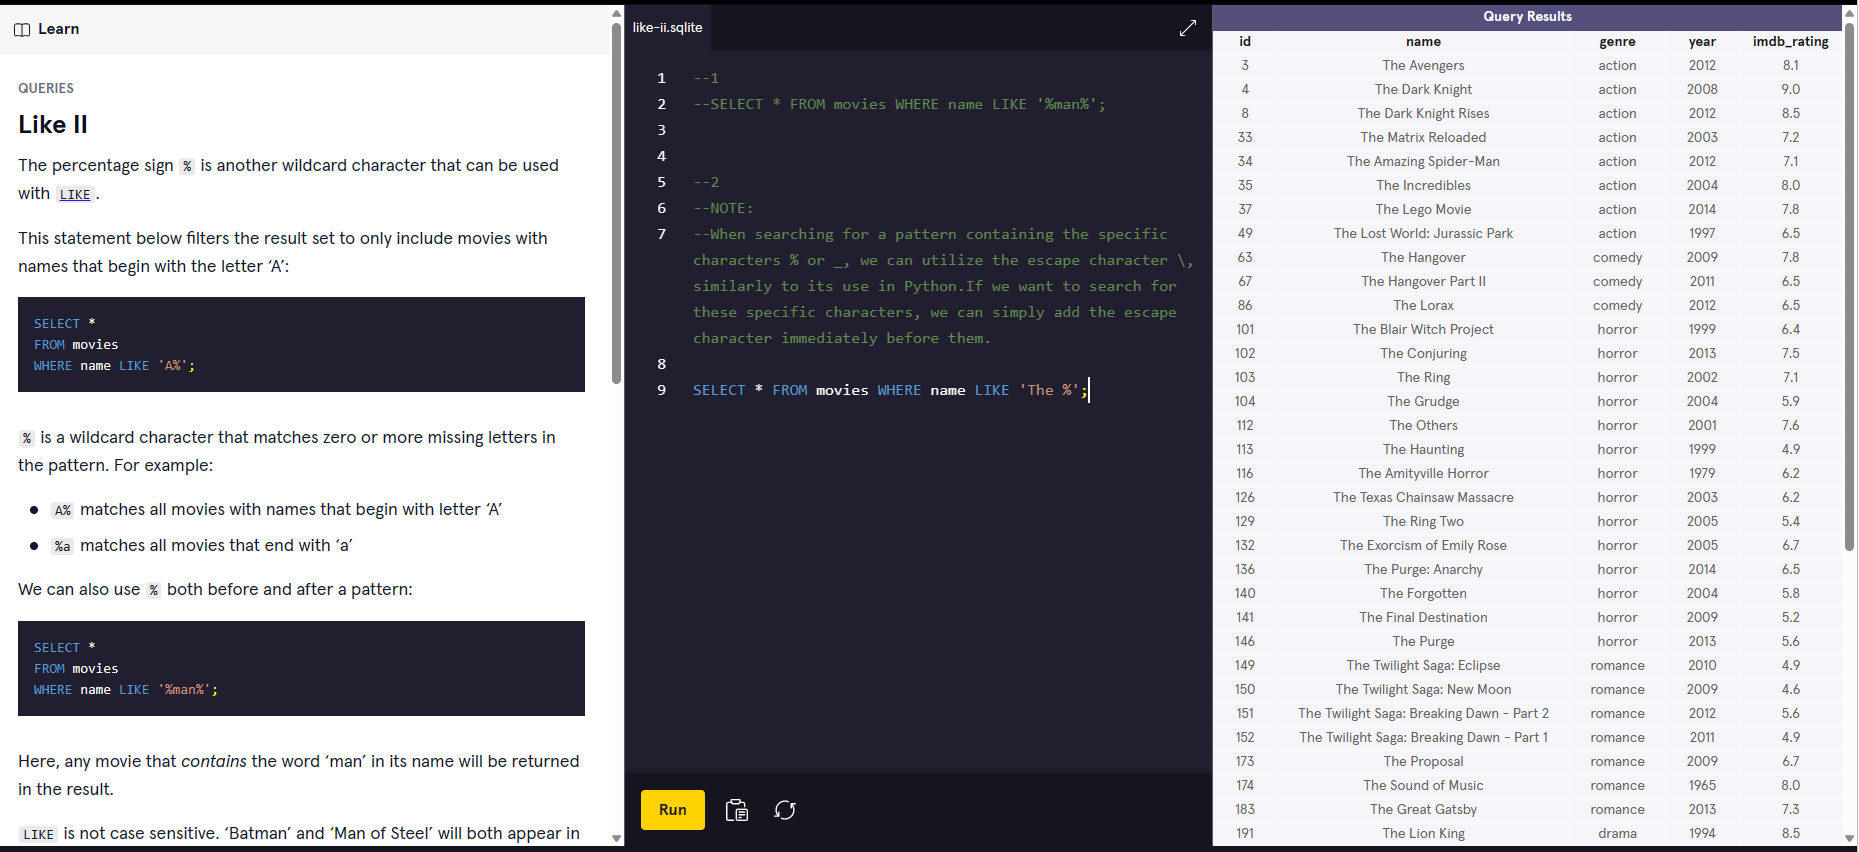 Learn
QUERIES
Like II
The percentage sign % is another wildcard character that can be used
with LIKE.
This statement below filters the result set to only include movies with
names that begin with the letter ‘A’:
SELECT *
FROM movies
WHERE name LIKE 'A%';
% is a wildcard character that matches zero or more missing letters in
the pattern. For example:
A% matches all movies with names that begin with letter ‘A’
%a matches all movies that end with ‘a’
We can also use % both before and after a pattern:
SELECT *
FROM movies
WHERE name LIKE '%man%';
Here, any movie that contains the word ‘man’ in its name will be returned
in the result.
LIKE is not case sensitive. ‘Batman’ and ‘Man of Steel’ will both appear in
like-ii.sqlite
1 --1
2 --SELECT * FROM movies WHERE name LIKE '%man%';
3
4
5 --2
6 --NOTE:
7 --When searching for a pattern containing the specific
characters % or _, we can utilize the escape character \,
similarly to its use in Python.If we want to search for
these specific characters, we can simply add the escape
character immediately before them.
8
9 SELECT * FROM movies WHERE name LIKE 'The %';
Run
Query Results
id name genre year imdb_rating
3 The Avengers action 2012 8.1
4 The Dark Knight action 2008 9.0
8 The Dark Knight Rises action 2012 8.5
33 The Matrix Reloaded action 2003 7.2
34 The Amazing Spider-Man action 2012 7.1
35 The Incredibles action 2004 8.0
37 The Lego Movie action 2014 7.8
49 The Lost World: Jurassic Park action 1997 6.5
63 The Hangover comedy 2009 7.8
67 The Hangover Part II comedy 2011 6.5
86 The Lorax comedy 2012 6.5
101 The Blair Witch Project horror 1999 6.4
102 The Conjuring horror 2013 7.5
103 The Ring horror 2002 7.1
104 The Grudge horror 2004 5.9
112 The Others horror 2001 7.6
113 The Haunting horror 1999 4.9
116 The Amityville Horror horror 1979 6.2
126 The Texas Chainsaw Massacre horror 2003 6.2
129 The Ring Two horror 2005 5.4
132 The Exorcism of Emily Rose horror 2005 6.7
136 The Purge: Anarchy horror 2014 6.5
140 The Forgotten horror 2004 5.8
141 The Final Destination horror 2009 5.2
146 The Purge horror 2013 5.6
149 The Twilight Saga: Eclipse romance 2010 4.9
150 The Twilight Saga: New Moon romance 2009 4.6
151 The Twilight Saga: Breaking Dawn - Part 2 romance 2012 5.6
152 The Twilight Saga: Breaking Dawn - Part 1 romance 2011 4.9
173 The Proposal romance 2009 6.7
174 The Sound of Music romance 1965 8.0
183 The Great Gatsby romance 2013 7.3
191 The Lion King drama 1994 8.5